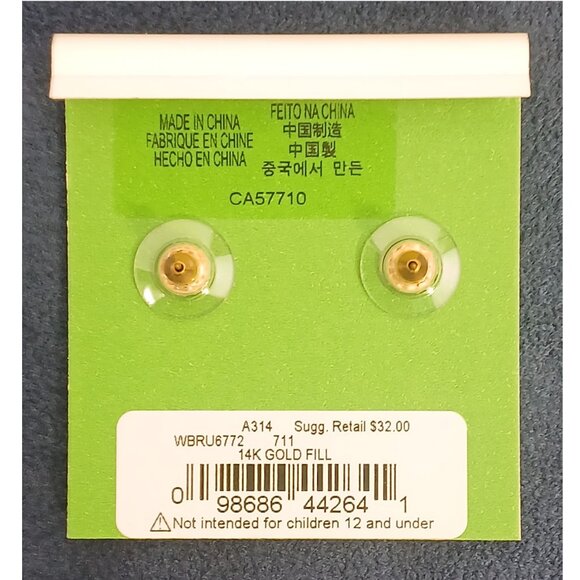 MADE IN CHINA
FABRIQUE EN CHINE
HECHO EN CHINA
FEITO NA CHINA
中国制造
中國製
중국에서 만든
CA57710
A314 Sugg. Retail $32.00
WBRU6772 711
14K GOLD FILL
0 98686 44264 1
⚠Not intended for children 12 and under